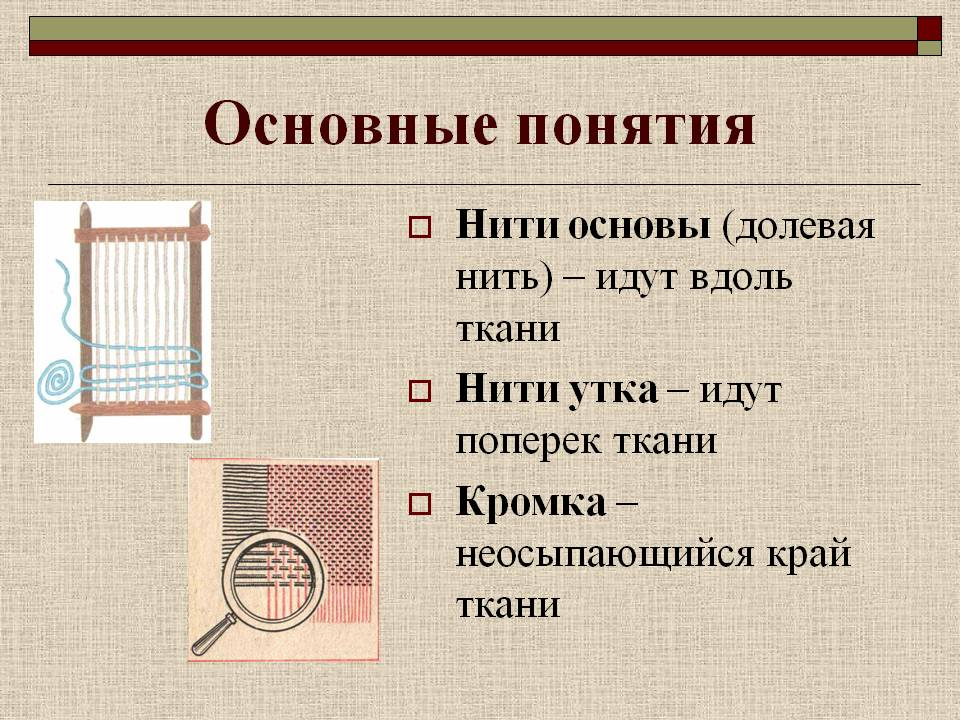 Основные понятия
Нити основы (долевая
нить) – идут вдоль
ткани
Нити утка – идут
поперек ткани
Кромка –
неосыпающийся край
ткани